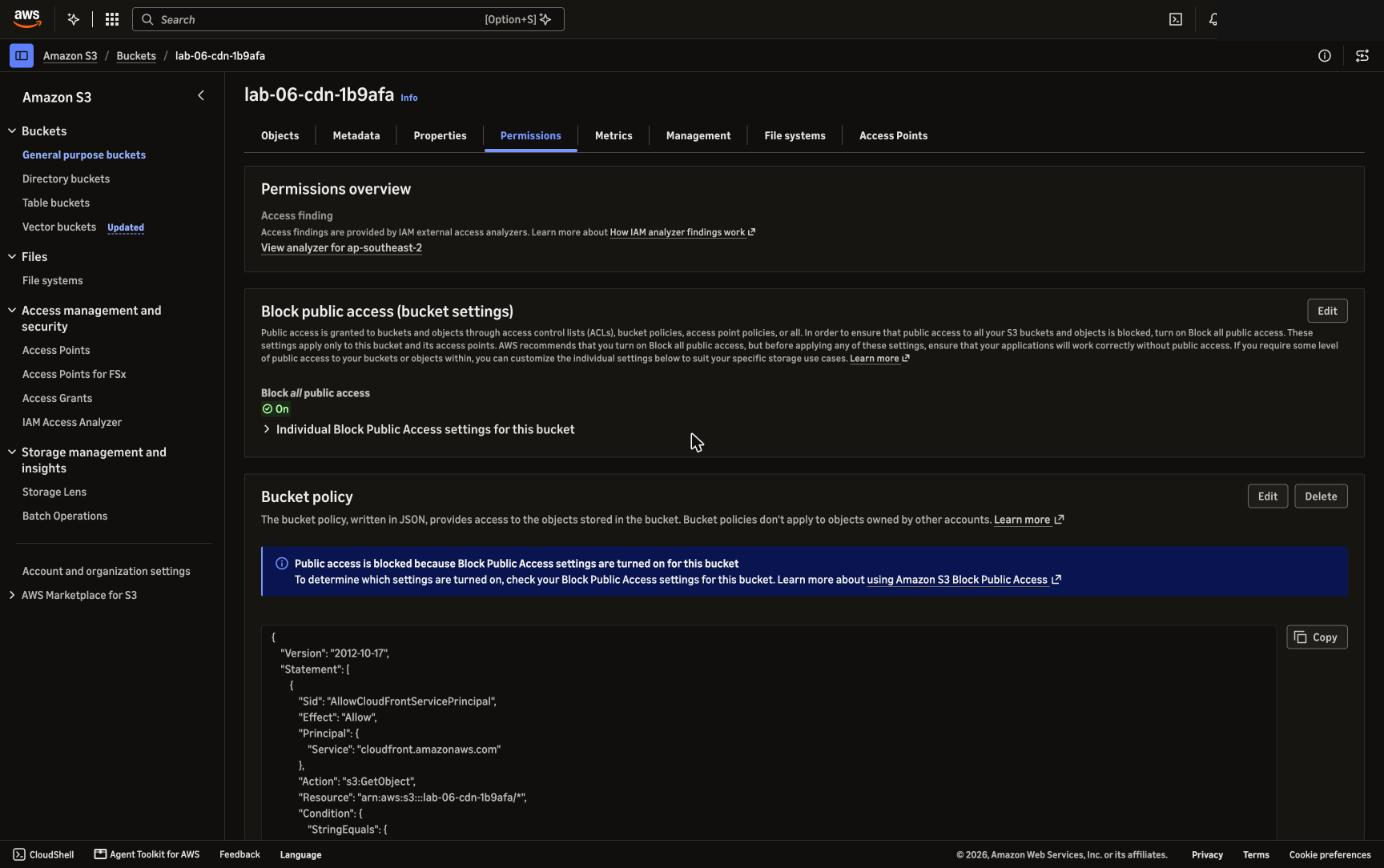 aws
Search
[Option+S]
Amazon S3 / Buckets / lab-06-cdn-1b9afa
Amazon S3
Buckets
General purpose buckets
Directory buckets
Table buckets
Vector buckets Updated
Files
File systems
Access management and
security
Access Points
Access Points for FSx
Access Grants
IAM Access Analyzer
Storage management and
insights
Storage Lens
Batch Operations
Account and organization settings
AWS Marketplace for S3
lab-06-cdn-1b9afa Info
Objects Metadata Properties Permissions Metrics Management File systems Access Points
Permissions overview
Access finding
Access findings are provided by IAM external access analyzers. Learn more about How IAM analyzer findings work
View analyzer for ap-southeast-2
Block public access (bucket settings)
Edit
Public access is granted to buckets and objects through access control lists (ACLs), bucket policies, access point policies, or all. In order to ensure that public access to all your S3 buckets and objects is blocked, turn on Block all public access. These
settings apply only to this bucket and its access points. AWS recommends that you turn on Block all public access, but before applying any of these settings, ensure that your applications will work correctly without public access. If you require some level
of public access to your buckets or objects within, you can customize the individual settings below to suit your specific storage use cases. Learn more
Block all public access
On
Individual Block Public Access settings for this bucket
Bucket policy
Edit
Delete
The bucket policy, written in JSON, provides access to the objects stored in the bucket. Bucket policies don't apply to objects owned by other accounts. Learn more
Public access is blocked because Block Public Access settings are turned on for this bucket
To determine which settings are turned on, check your Block Public Access settings for this bucket. Learn more about using Amazon S3 Block Public Access
Copy
{
"Version": "2012-10-17",
"Statement": [
{
"Sid": "AllowCloudFrontServicePrincipal",
"Effect": "Allow",
"Principal": {
"Service": "cloudfront.amazonaws.com"
},
"Action": "s3:GetObject",
"Resource": "arn:aws:s3:::lab-06-cdn-1b9afa/*",
"Condition": {
"StringEquals": {
CloudShell Agent Toolkit for AWS Feedback Language
© 2026, Amazon Web Services, Inc. or its affiliates. Privacy Terms Cookie preferences